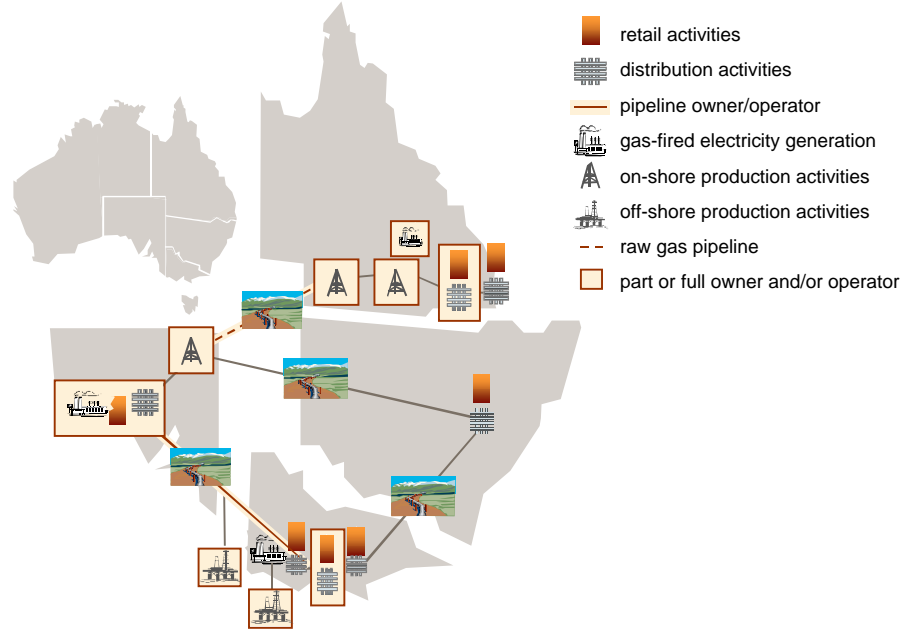 retail activities
distribution activities
pipeline owner/operator
gas-fired electricity generation
on-shore production activities
off-shore production activities
raw gas pipeline
part or full owner and/or operator